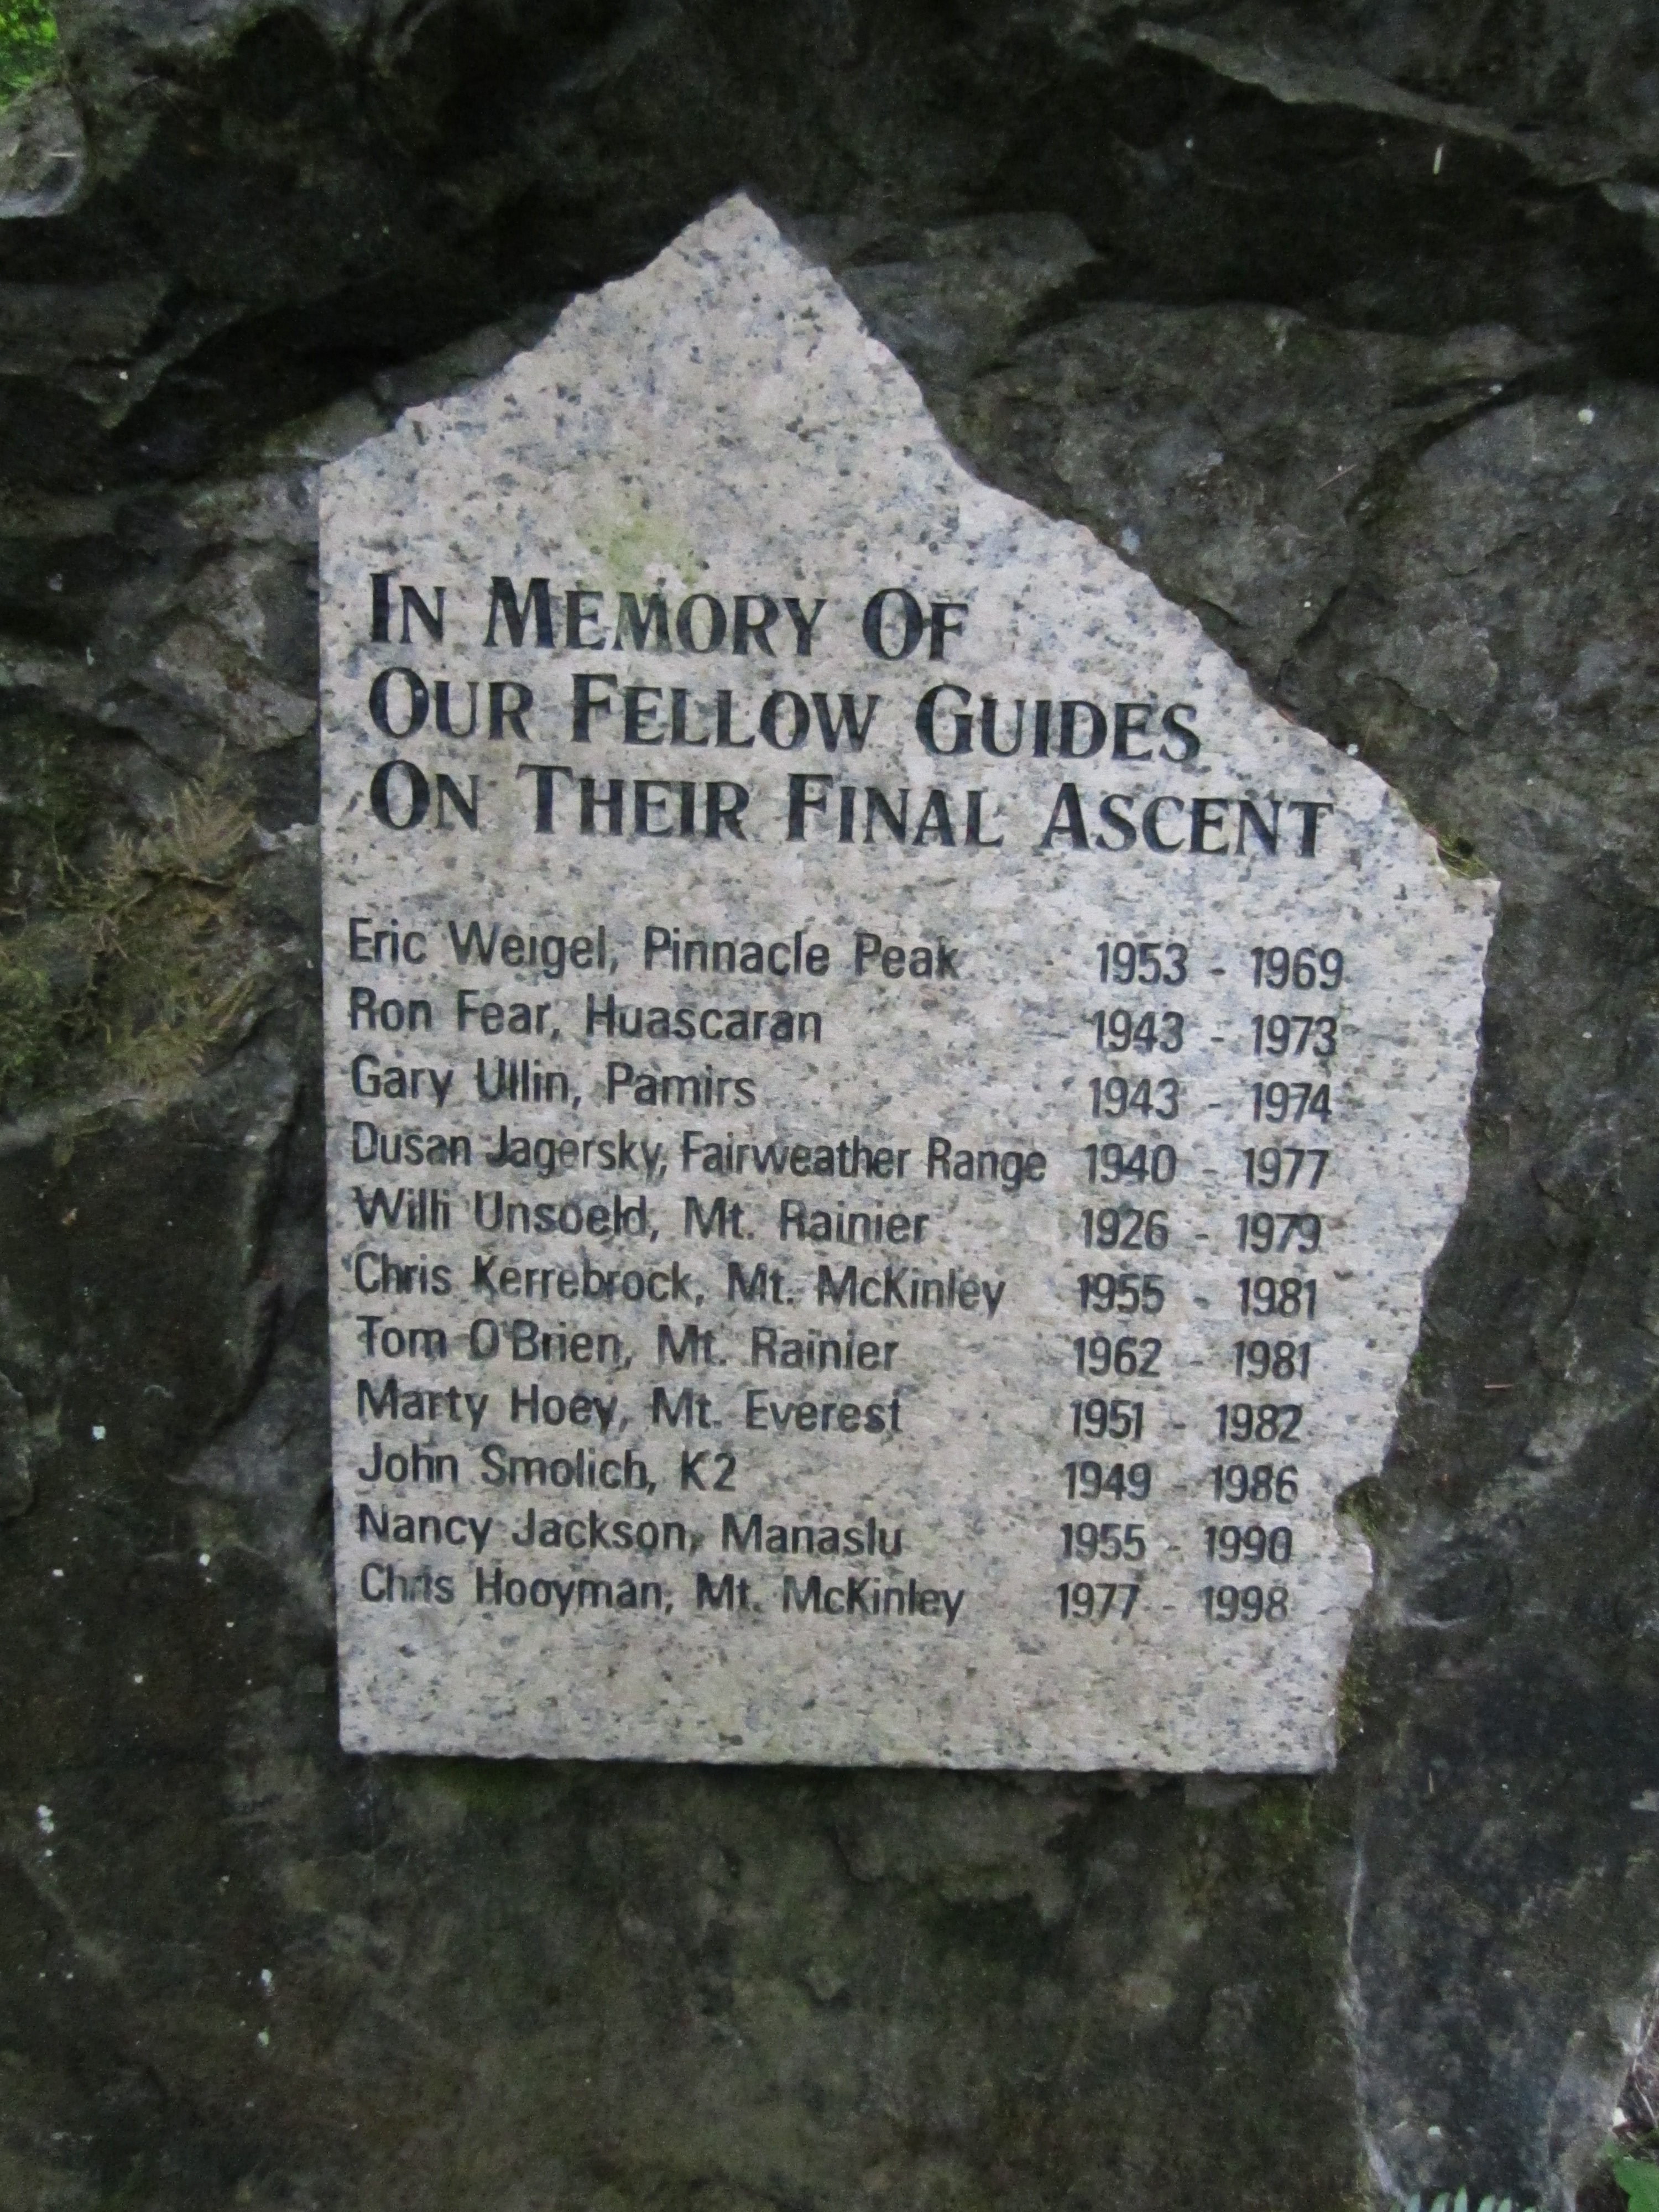 IN MEMORY OF
OUR FELLOW GUIDES
ON THEIR FINAL ASCENT
Eric Weigel, Pinnacle Peak 1953 - 1969
Ron Fear, Huascaran 1943 - 1973
Gary Ullin, Pamirs 1943 - 1974
Dusan Jagersky, Fairweather Range 1940 - 1977
Willi Unsoeld, Mt. Rainier 1926 - 1979
Chris Kerrebrock, Mt. McKinley 1955 - 1981
Tom O'Brien, Mt. Rainier 1962 - 1981
Marty Hoey, Mt. Everest 1951 - 1982
John Smolich, K2 1949 - 1986
Nancy Jackson, Manaslu 1955 - 1990
Chris Hooyman, Mt. McKinley 1977 - 1998